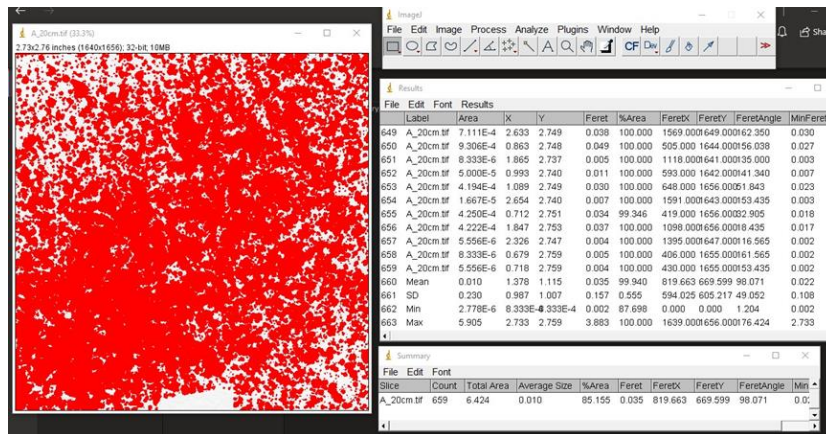 A_20cm.tif (33.3%)
2.73x2.76 inches (1640x1656); 32-bit; 10MB
ImageJ
File Edit Image Process Analyze Plugins Window Help
A CF Dev
Sha
Results
File Edit Font Results
Label Area X Y Feret %Area FeretX FeretY FeretAngle MinFeret
649 A_20cm.tif 7.111E-4 2.633 2.749 0.038 100.000 1569.000 1649.000 162.350 0.030
650 A_20cm.tif 9.306E-4 0.863 2.748 0.049 100.000 505.000 1644.000 156.038 0.027
651 A_20cm.tif 8.333E-6 1.865 2.737 0.005 100.000 1118.000 1641.000 135.000 0.003
652 A_20cm.tif 5.000E-5 0.993 2.740 0.011 100.000 593.000 1642.000 141.340 0.007
653 A_20cm.tif 4.194E-4 1.089 2.749 0.030 100.000 648.000 1656.000 51.843 0.023
654 A_20cm.tif 1.667E-5 2.654 2.740 0.007 100.000 1591.000 1643.000 153.435 0.003
655 A_20cm.tif 4.250E-4 0.712 2.751 0.034 99.346 419.000 1656.000 32.905 0.018
656 A_20cm.tif 4.222E-4 1.847 2.753 0.037 100.000 1098.000 1656.000 18.435 0.017
657 A_20cm.tif 5.556E-6 2.326 2.747 0.004 100.000 1395.000 1647.000 116.565 0.002
658 A_20cm.tif 8.333E-6 0.679 2.759 0.005 100.000 406.000 1655.000 161.565 0.002
659 A_20cm.tif 5.556E-6 0.718 2.759 0.004 100.000 430.000 1655.000 153.435 0.002
660 Mean 0.010 1.378 1.115 0.035 99.940 819.663 669.599 98.071 0.022
661 SD 0.230 0.987 1.007 0.157 0.555 594.025 605.217 49.052 0.108
662 Min 2.778E-6 8.333E-4 8.333E-4 0.002 87.698 0.000 0.000 1.204 0.002
663 Max 5.905 2.733 2.759 3.883 100.000 1639.000 1656.000 176.424 2.733
Summary
File Edit Font
Slice Count Total Area Average Size %Area Feret FeretX FeretY FeretAngle Min
A_20cm.tif 659 6.424 0.010 85.155 0.035 819.663 669.599 98.071